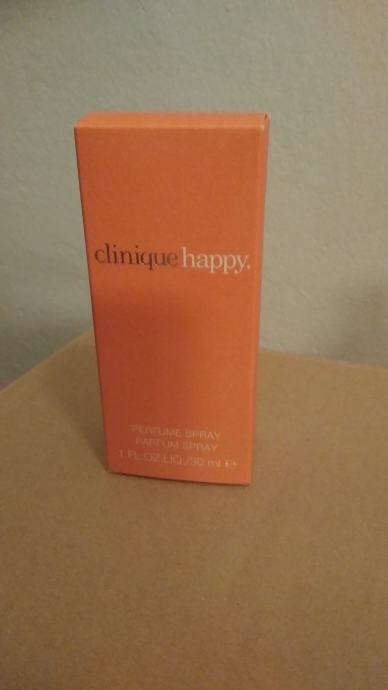 clinique happy.
PERFUME SPRAY
PARFUM SPRAY
1 FL.OZ.LIQ./30 ml ℮